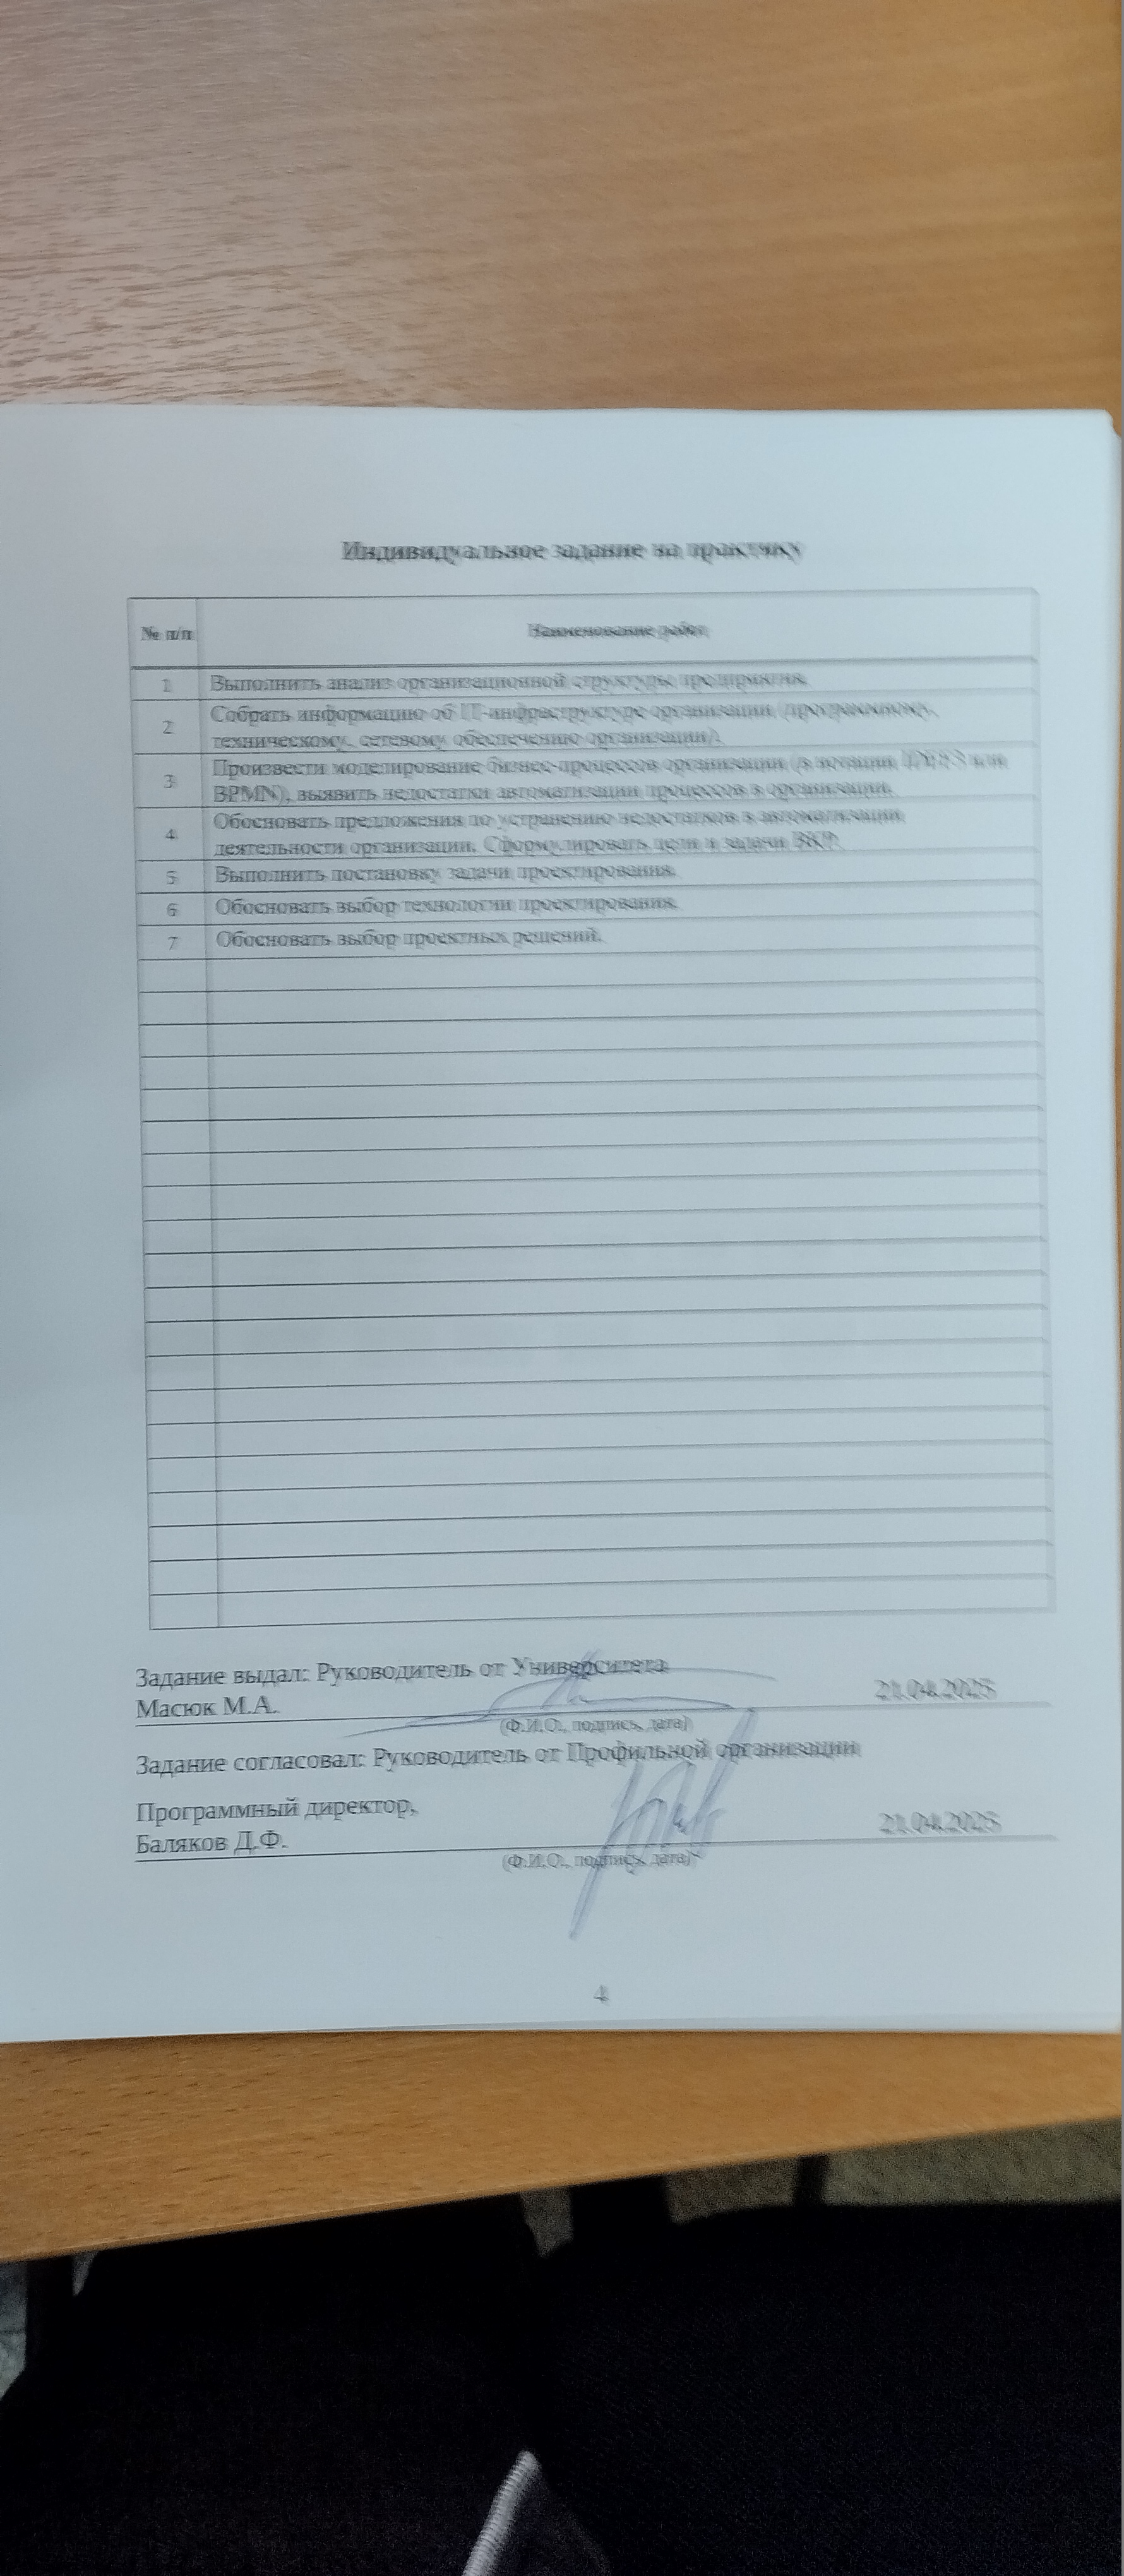 Индивидуальное задание на практику
№ п/п
Наименование работ
1 Выполнить анализ организационной структуры предприятия.
2 Собрать информацию об IT-инфраструктуре организации (программному,
техническому, сетевому обеспечению организации).
3 Произвести моделирование бизнес-процессов организации (в нотации или
BPMN), выявить недостатки автоматизации процессов в организации.
4 Обосновать предложения по устранению недостатков в автоматизации
деятельности организации. Сформулировать цели и задачи ВКР.
5 Выполнить постановку задачи проектирования.
6 Обосновать выбор технологии проектирования.
7 Обосновать выбор проектных решений.
Задание выдал: Руководитель от Университета
Масюк М.А. 21.04.2025
(Ф.И.О., подпись, дата)
Задание согласовал: Руководитель от Профильной организации
Программный директор,
Баляков Д.Ф. 21.04.2025
(Ф.И.О., подпись, дата)
4